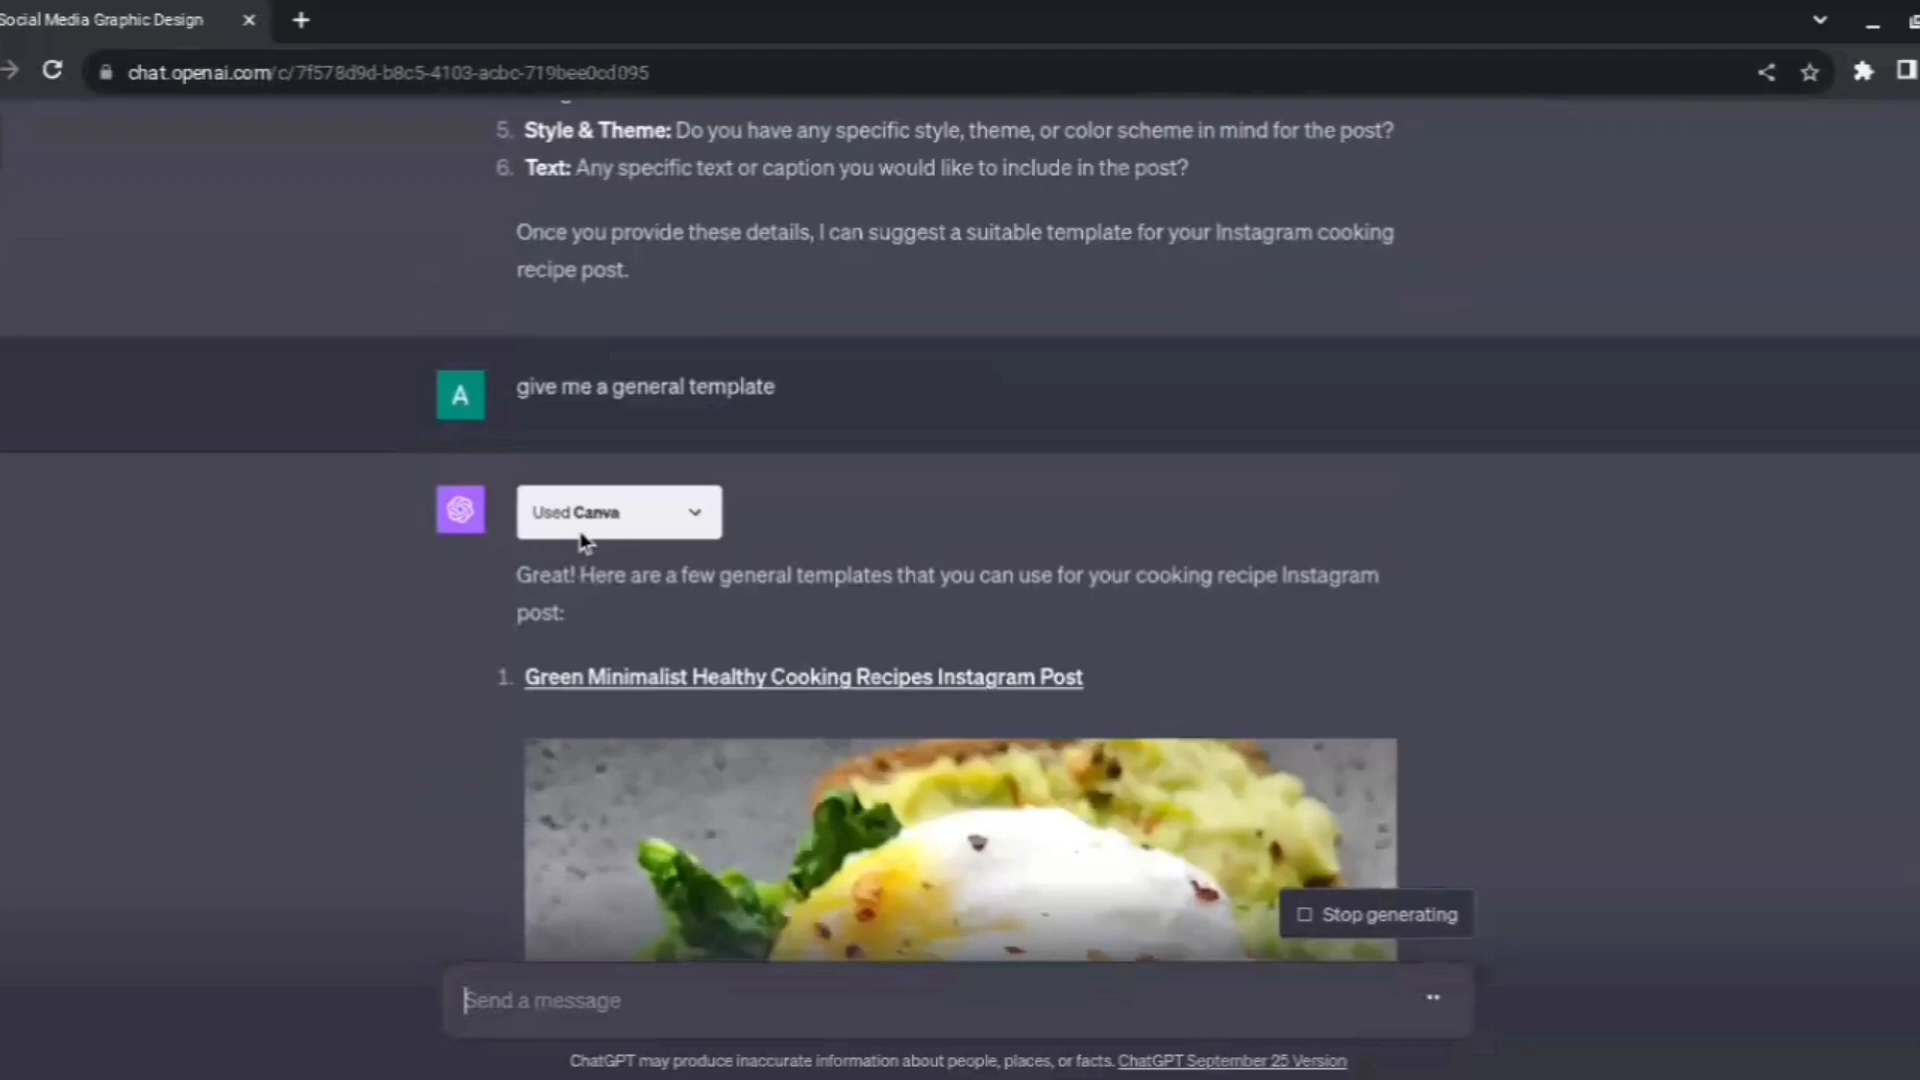 Social Media Graphic Design
chat.openai.com/c/7f578d9d-b8c5-4103-acbc-719bee0cd095
5. Style & Theme: Do you have any specific style, theme, or color scheme in mind for the post?
6. Text: Any specific text or caption you would like to include in the post?
Once you provide these details, I can suggest a suitable template for your Instagram cooking
recipe post.
A
give me a general template
Used Canva
Great! Here are a few general templates that you can use for your cooking recipe Instagram
post:
1. Green Minimalist Healthy Cooking Recipes Instagram Post
Stop generating
Send a message
ChatGPT may produce inaccurate information about people, places, or facts. ChatGPT September 25 Version